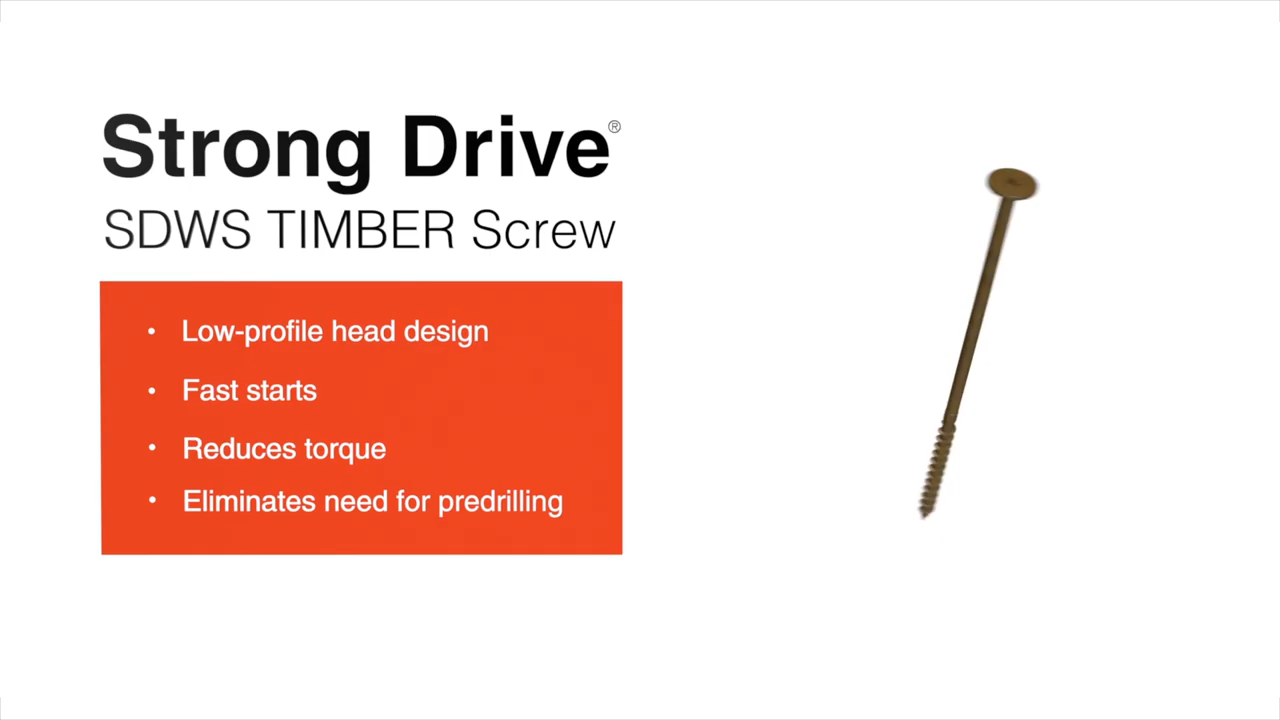 Strong Drive®
SDWS TIMBER Screw
• Low-profile head design
• Fast starts
• Reduces torque
• Eliminates need for predrilling